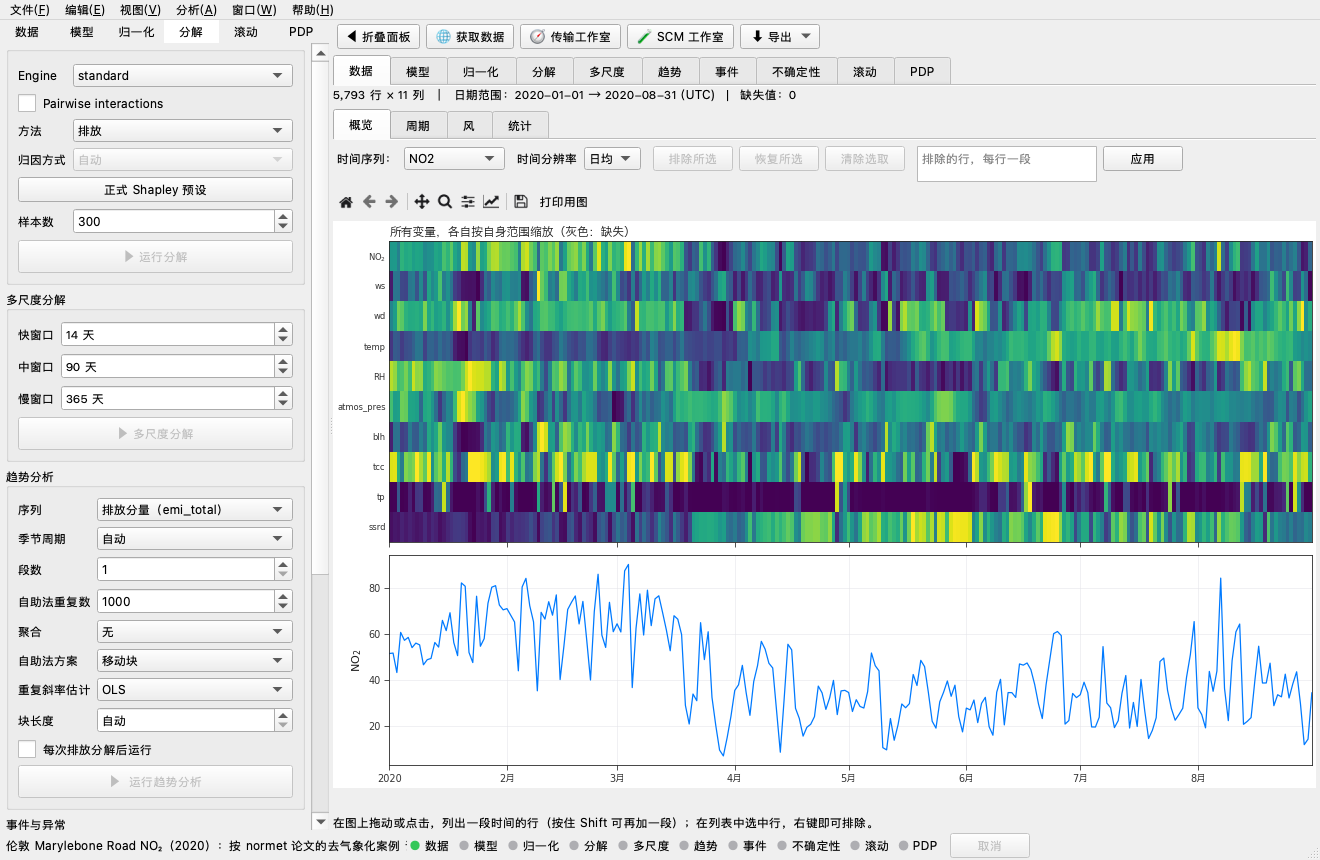 文件(F) 编辑(E) 视图(V) 分析(A) 窗口(W) 帮助(H)
数据 模型 归一化 分解 滚动 PDP
折叠面板 获取数据 传输工作室 SCM 工作室 导出
Engine standard
Pairwise interactions
方法 排放
归因方式 自动
正式 Shapley 预设
样本数 300
运行分解
多尺度分解
快窗口 14 天
中窗口 90 天
慢窗口 365 天
多尺度分解
趋势分析
序列 排放分量 (emi_total)
季节周期 自动
段数 1
自助法重复数 1000
聚合 无
自助法方案 移动块
重复斜率估计 OLS
块长度 自动
每次排放分解后运行
运行趋势分析
事件与异常
数据 模型 归一化 分解 多尺度 趋势 事件 不确定性 滚动 PDP
5,793 行 × 11 列 | 日期范围: 2020-01-01 → 2020-08-31 (UTC) | 缺失值: 0
概览 周期 风 统计
时间序列: NO2 时间分辨率 日均 排除所选 恢复所选 清除选取 排除的行, 每行一段 应用
打印用图
所有变量, 各自按自身范围缩放 (灰色: 缺失)
NO₂
ws
wd
temp
RH
atmos_pres
blh
tcc
tp
ssrd
NO₂
80
60
40
20
2020 2月 3月 4月 5月 6月 7月 8月
在图上拖动或点击, 列出一段时间的行 (按住 Shift 可再加一段) ; 在列表中选中行, 右键即可排除。
伦敦 Marylebone Road NO₂ (2020) : 按 normet 论文的去气象化案例 数据 模型 归一化 分解 多尺度 趋势 事件 不确定性 滚动 PDP 取消